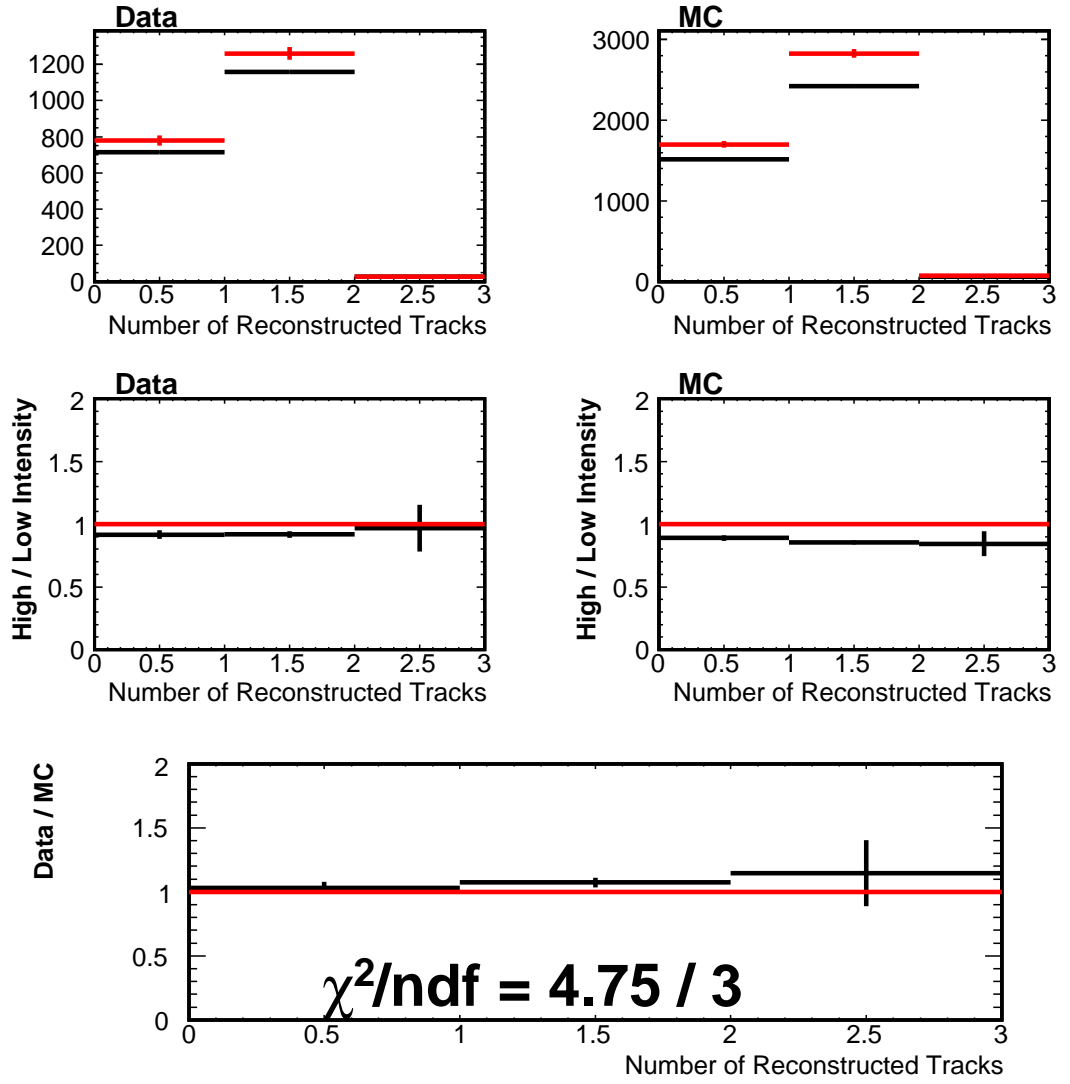 Data
1200
1000
800
600
400
200
0
0 0.5 1 1.5 2 2.5 3
Number of Reconstructed Tracks
MC
3000
2000
1000
0
0 0.5 1 1.5 2 2.5 3
Number of Reconstructed Tracks
Data
High / Low Intensity
2
1.5
1
0.5
0
0 0.5 1 1.5 2 2.5 3
Number of Reconstructed Tracks
MC
High / Low Intensity
2
1.5
1
0.5
0
0 0.5 1 1.5 2 2.5 3
Number of Reconstructed Tracks
Data / MC
2
1.5
1
0.5
0
χ²/ndf = 4.75 / 3
0 0.5 1 1.5 2 2.5 3
Number of Reconstructed Tracks